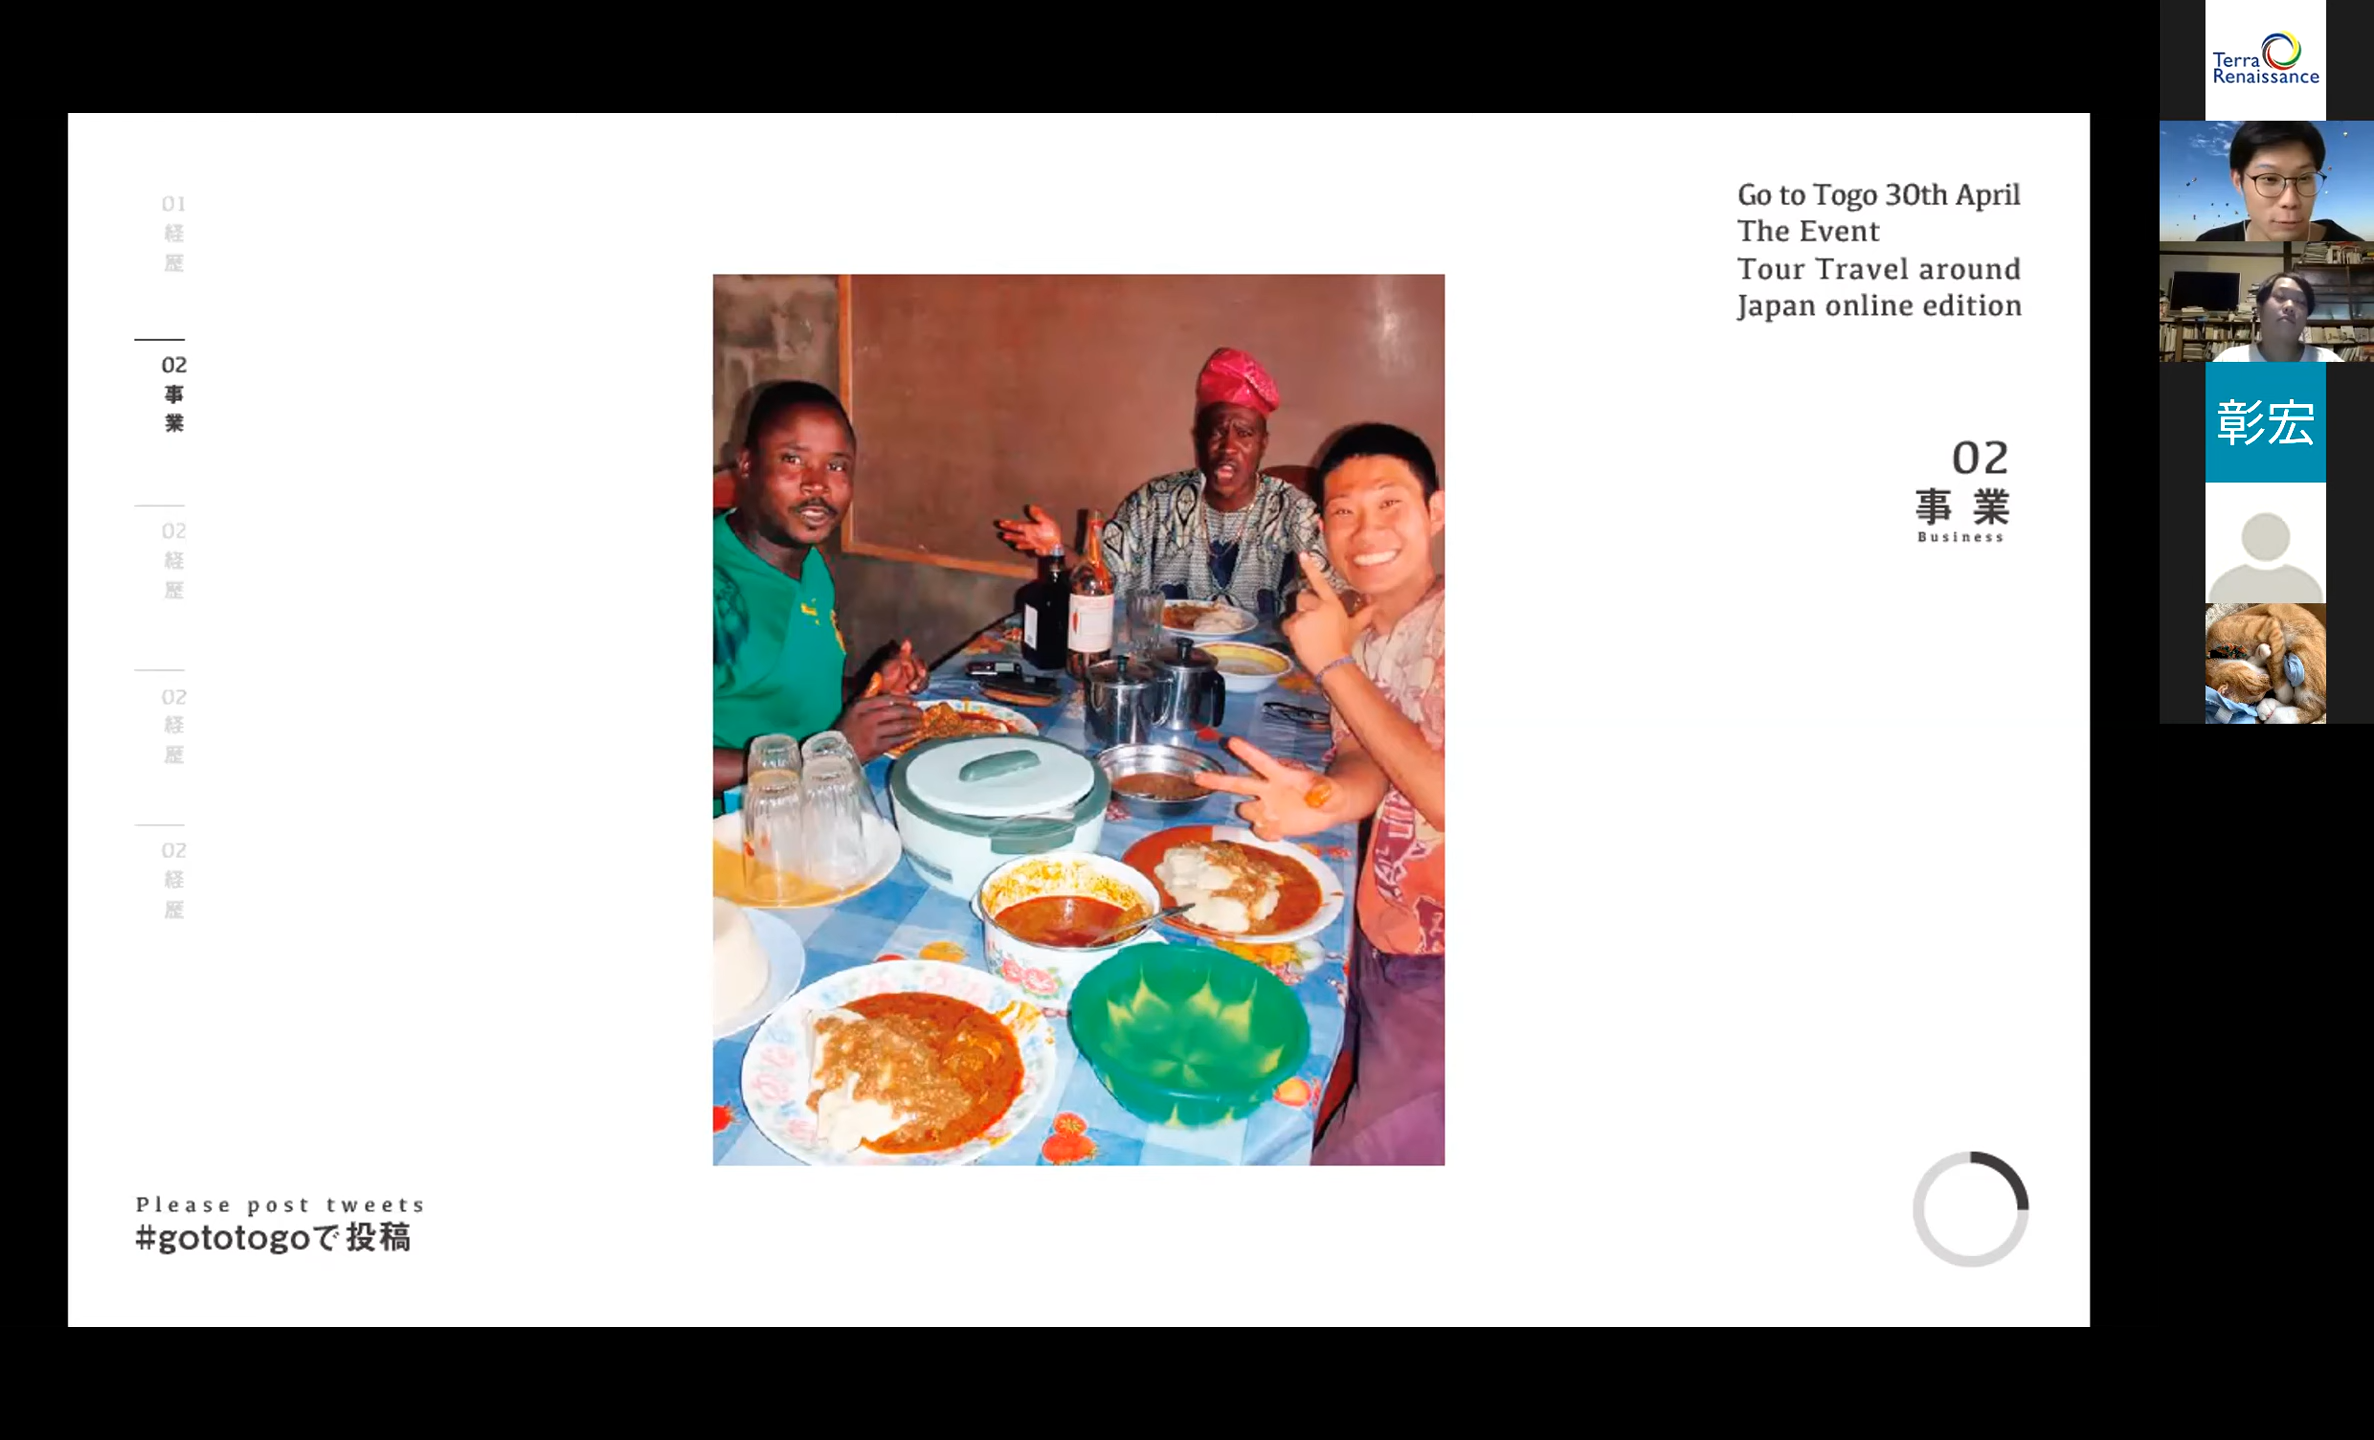 01
経
歴
02
事
業
02
経
歴
02
経
歴
02
経
歴
Go to Togo 30th April
The Event
Tour Travel around
Japan online edition
02
事業
Business
Please post tweets
#gototogoで投稿
Terra
Renaissance
彰宏